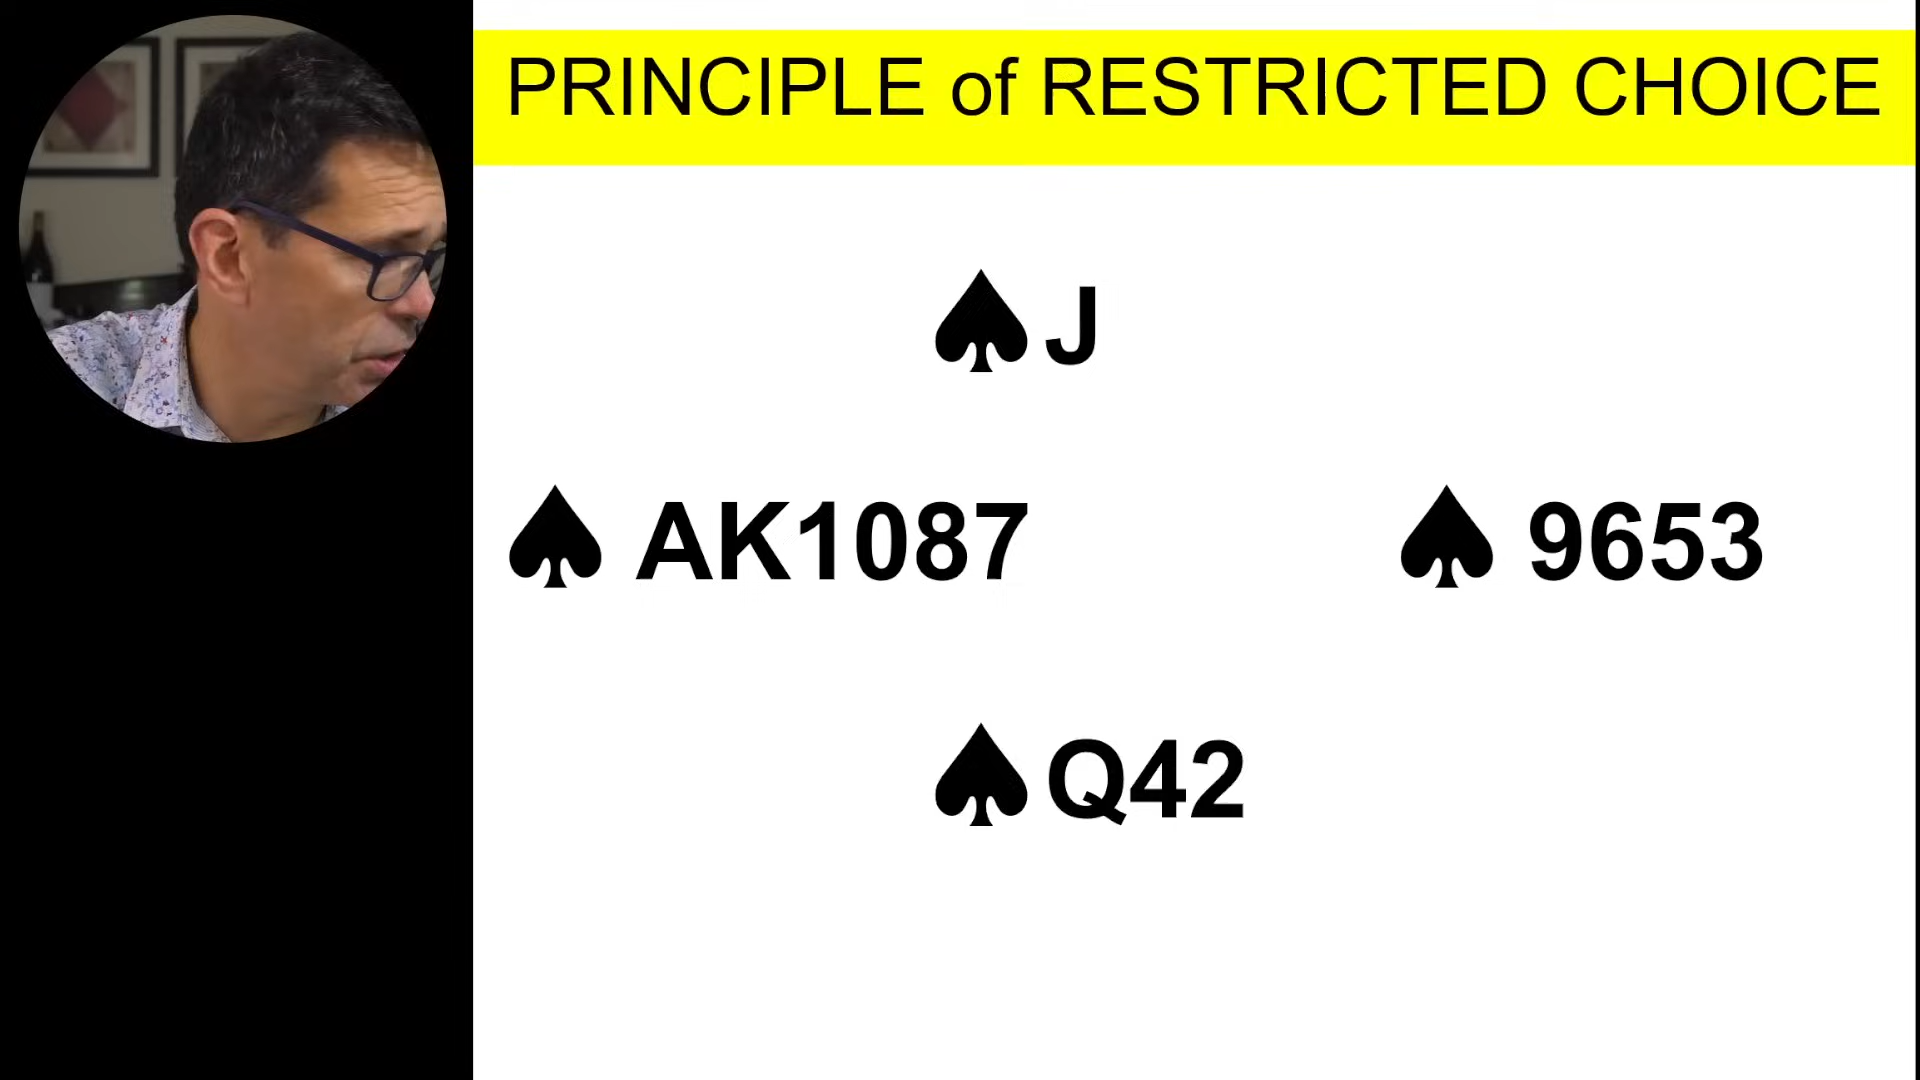 PRINCIPLE of RESTRICTED CHOICE
♠ J
♠ AK1087
♠ 9653
♠ Q42